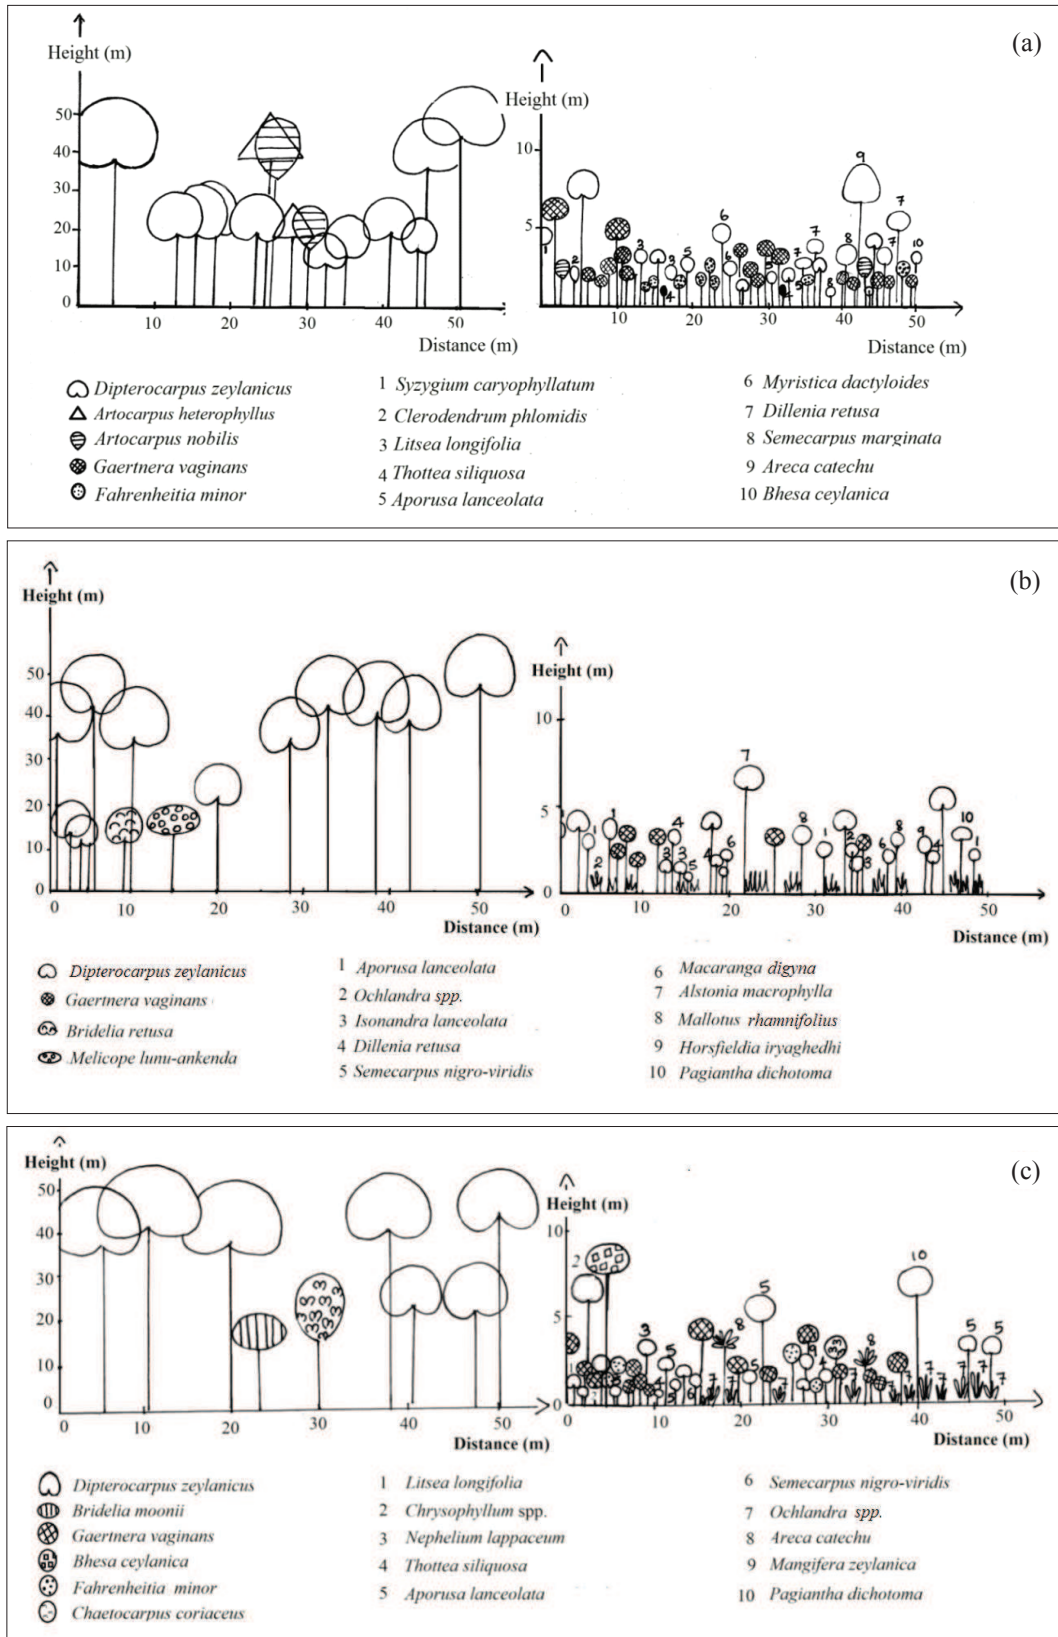 (a)
Height (m)
50
40
30
20
10
0
10 20 30 40 50
Distance (m)
Height (m)
10
5
10 20 30 40 50
Distance (m)
Dipterocarpus zeylanicus
Artocarpus heterophyllus
Artocarpus nobilis
Gaertnera vaginans
Fahrenheitia minor
1 Syzygium caryophyllatum
2 Clerodendrum phlomidis
3 Litsea longifolia
4 Thottea siliquosa
5 Aporusa lanceolata
6 Myristica dactyloides
7 Dillenia retusa
8 Semecarpus marginata
9 Areca catechu
10 Bhesa ceylanica
(b)
Height (m)
50
40
30
20
10
0
0 10 20 30 40 50
Distance (m)
Height (m)
10
5
0
0 10 20 30 40 50
Distance (m)
Dipterocarpus zeylanicus
Gaertnera vaginans
Bridelia retusa
Melicope lunu-ankenda
1 Aporusa lanceolata
2 Ochlandra spp.
3 Isonandra lanceolata
4 Dillenia retusa
5 Semecarpus nigro-viridis
6 Macaranga digyna
7 Alstonia macrophylla
8 Mallotus rhamnifolius
9 Horsfieldia iryaghedhi
10 Pagiantha dichotoma
(c)
Height (m)
50
40
30
20
10
0
0 10 20 30 40 50
Distance (m)
Height (m)
10
5
0
0 10 20 30 40 50
Distance (m)
Dipterocarpus zeylanicus
Bridelia moonii
Gaertnera vaginans
Bhesa ceylanica
Fahrenheitia minor
Chaetocarpus coriaceus
1 Litsea longifolia
2 Chrysophyllum spp.
3 Nephelium lappaceum
4 Thottea siliquosa
5 Aporusa lanceolata
6 Semecarpus nigro-viridis
7 Ochlandra spp.
8 Areca catechu
9 Mangifera zeylanica
10 Pagiantha dichotoma